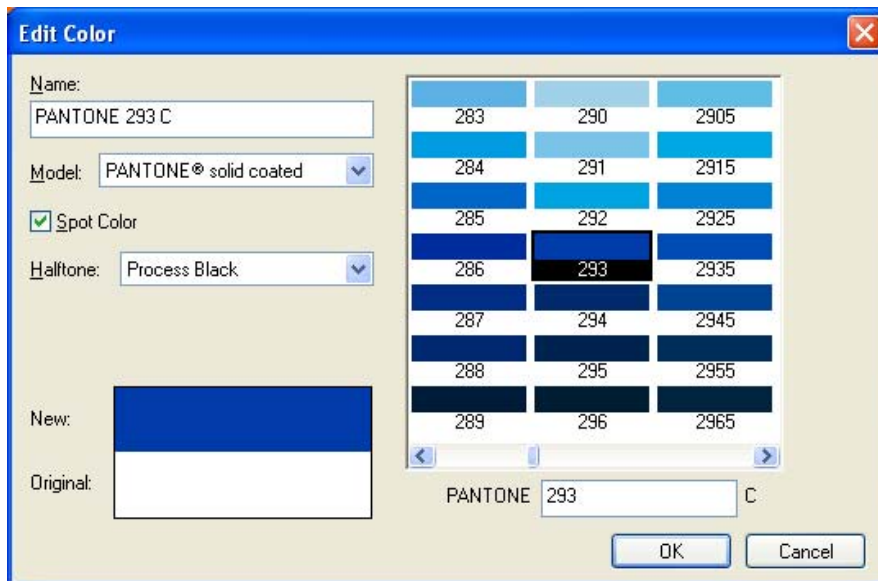 Edit Color
Name:
PANTONE 293 C
Model: PANTONE® solid coated
Spot Color
Halftone: Process Black
New:
Original:
283 290 2905
284 291 2915
285 292 2925
286 293 2935
287 294 2945
288 295 2955
289 296 2965
PANTONE 293 C
OK Cancel